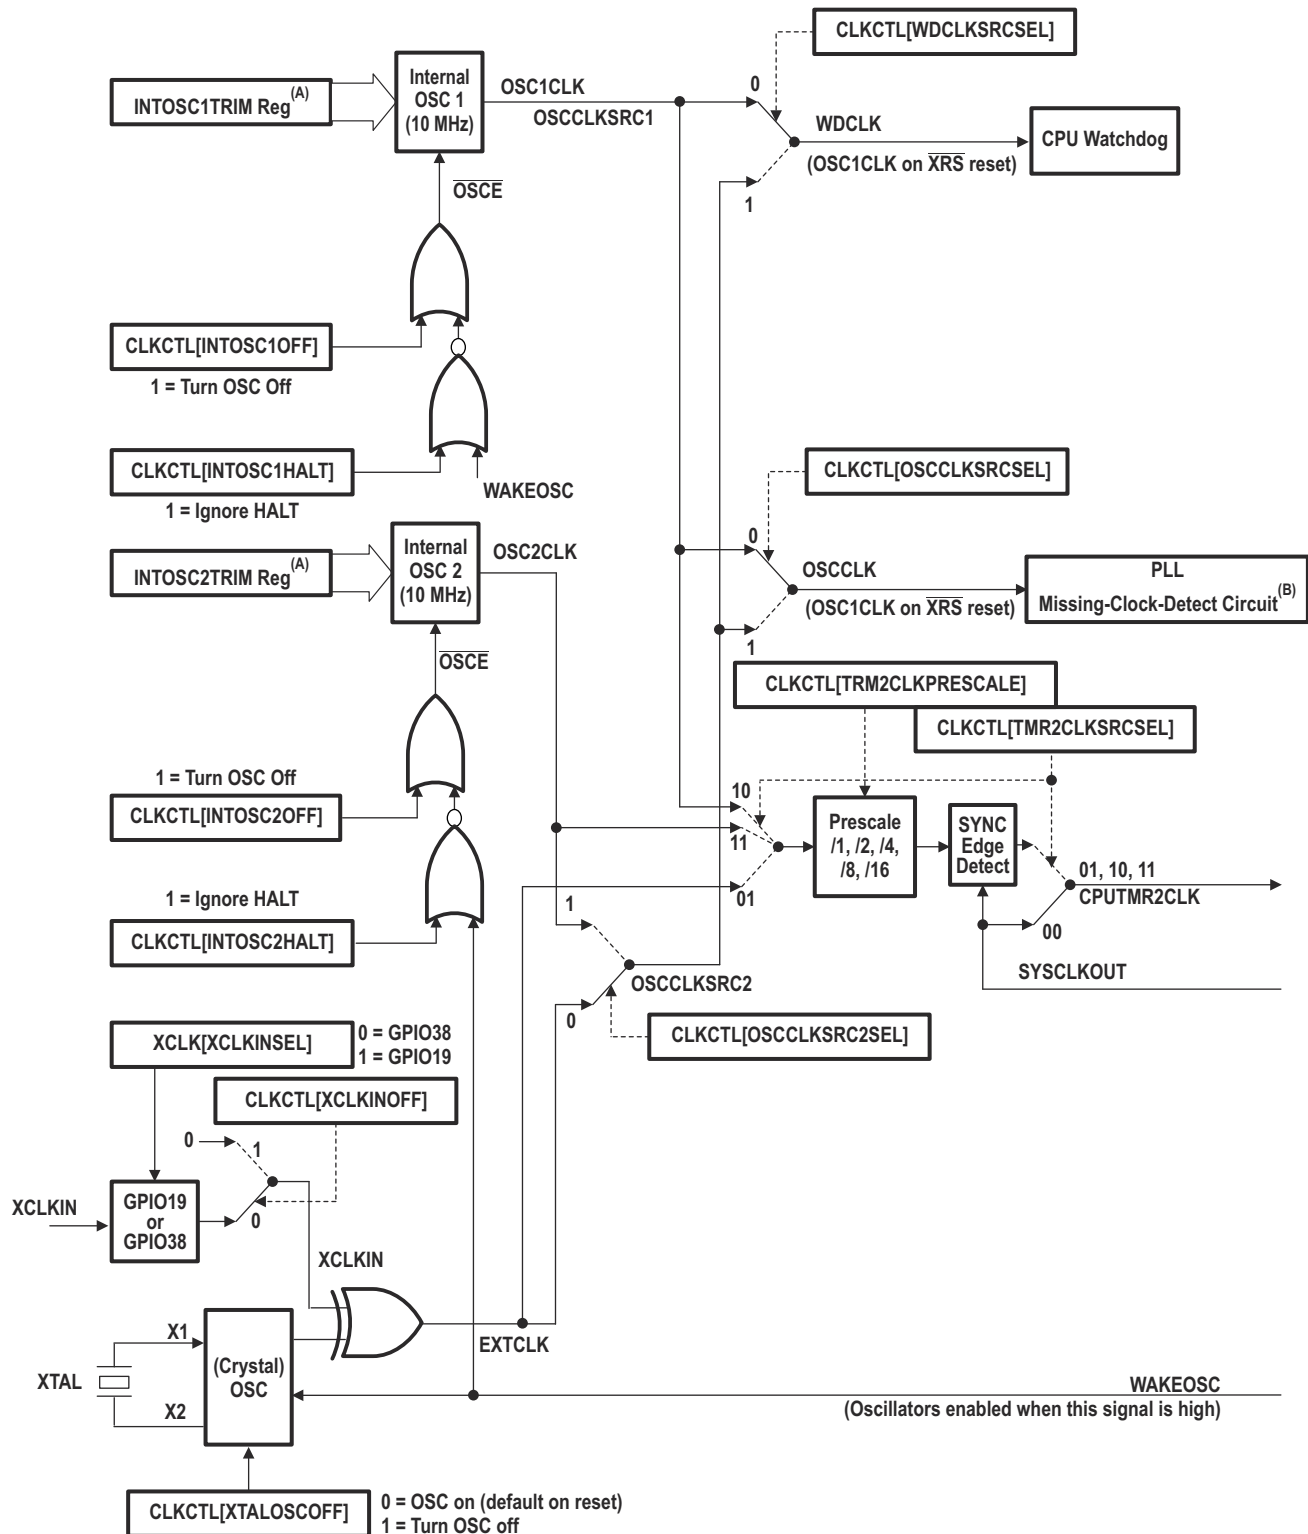 CLKCTL[WDCLKSRCSEL]
Internal
OSC 1
(10 MHz)
INTOSC1TRIM Reg(A)
OSC1CLK
OSCCLKSRC1
0
WDCLK
(OSC1CLK on XRS reset)
CPU Watchdog
1
OSCE
CLKCTL[INTOSC1OFF]
1 = Turn OSC Off
CLKCTL[INTOSC1HALT]
1 = Ignore HALT
WAKEOSC
CLKCTL[OSCCLKSRCSEL]
Internal
OSC 2
(10 MHz)
INTOSC2TRIM Reg(A)
OSC2CLK
0
OSCCLK
(OSC1CLK on XRS reset)
PLL
Missing-Clock-Detect Circuit(B)
1
OSCE
CLKCTL[TRM2CLKPRESCALE]
CLKCTL[TMR2CLKSRCSEL]
1 = Turn OSC Off
CLKCTL[INTOSC2OFF]
10
11
01
Prescale
/1, /2, /4,
/8, /16
SYNC
Edge
Detect
01, 10, 11
CPUTMR2CLK
00
SYSCLKOUT
1 = Ignore HALT
CLKCTL[INTOSC2HALT]
1
OSCCLKSRC2
0
CLKCTL[OSCCLKSRC2SEL]
XCLK[XCLKINSEL]
0 = GPIO38
1 = GPIO19
CLKCTL[XCLKINOFF]
0
1
0
XCLKIN
GPIO19
or
GPIO38
XCLKIN
EXTCLK
X1
XTAL
X2
(Crystal)
OSC
WAKEOSC
(Oscillators enabled when this signal is high)
CLKCTL[XTALOSCOFF]
0 = OSC on (default on reset)
1 = Turn OSC off